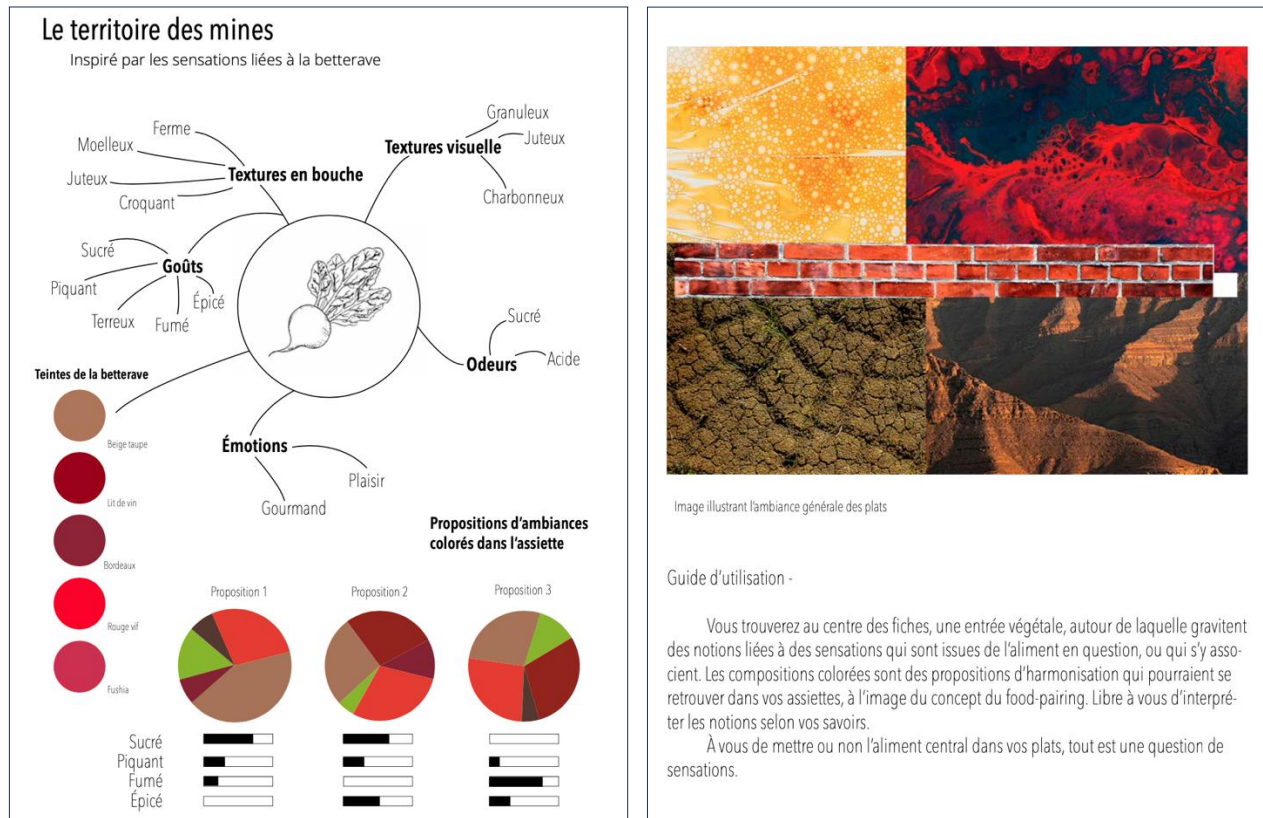 Le territoire des mines
Inspiré par les sensations liées à la betterave
Textures en bouche
Ferme
Moelleux
Juteux
Croquant
Textures visuelle
Granuleux
Juteux
Charbonneux
Goûts
Sucré
Piquant
Terreux
Fumé
Épicé
Odeurs
Sucré
Acide
Émotions
Plaisir
Gourmand
Teintes de la betterave
Beige taupe
Lit de vin
Bordeaux
Rouge vif
Fushia
Propositions d'ambiances
colorés dans l'assiette
Proposition 1
Proposition 2
Proposition 3
Sucré
Piquant
Fumé
Épicé
Image illustrant l'ambiance générale des plats
Guide d'utilisation -
Vous trouverez au centre des fiches, une entrée végétale, autour de laquelle gravitent
des notions liées à des sensations qui sont issues de l'aliment en question, ou qui s'y asso-
cient. Les compositions colorées sont des propositions d'harmonisation qui pourraient se
retrouver dans vos assiettes, à l'image du concept du food-pairing. Libre à vous d'interpré-
ter les notions selon vos savoirs.
À vous de mettre ou non l'aliment central dans vos plats, tout est une question de
sensations.